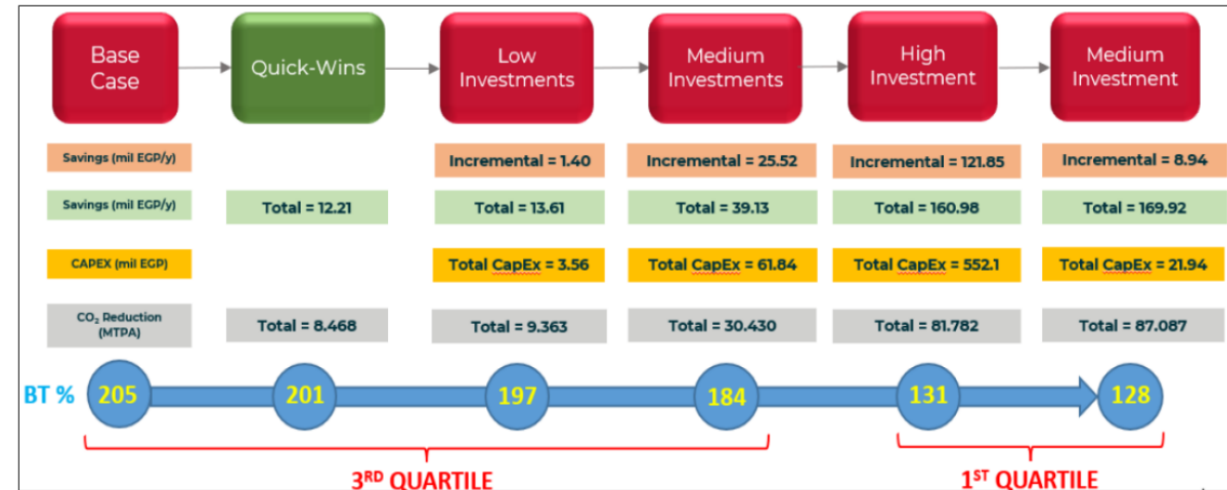 Base
Case
Quick-Wins
Low
Investments
Medium
Investments
High
Investment
Medium
Investment
Savings (mil EGP/y)
Incremental = 1.40
Incremental = 25.52
Incremental = 121.85
Incremental = 8.94
Savings (mil EGP/y)
Total = 12.21
Total = 13.61
Total = 39.13
Total = 160.98
Total = 169.92
CAPEX (mil EGP)
Total CapEx = 3.56
Total CapEx = 61.84
Total CapEx = 552.1
Total CapEx = 21.94
CO₂ Reduction
(MTPA)
Total = 8.468
Total = 9.363
Total = 30.430
Total = 81.782
Total = 87.087
BT %
205
201
197
184
131
128
3RD QUARTILE
1ST QUARTILE